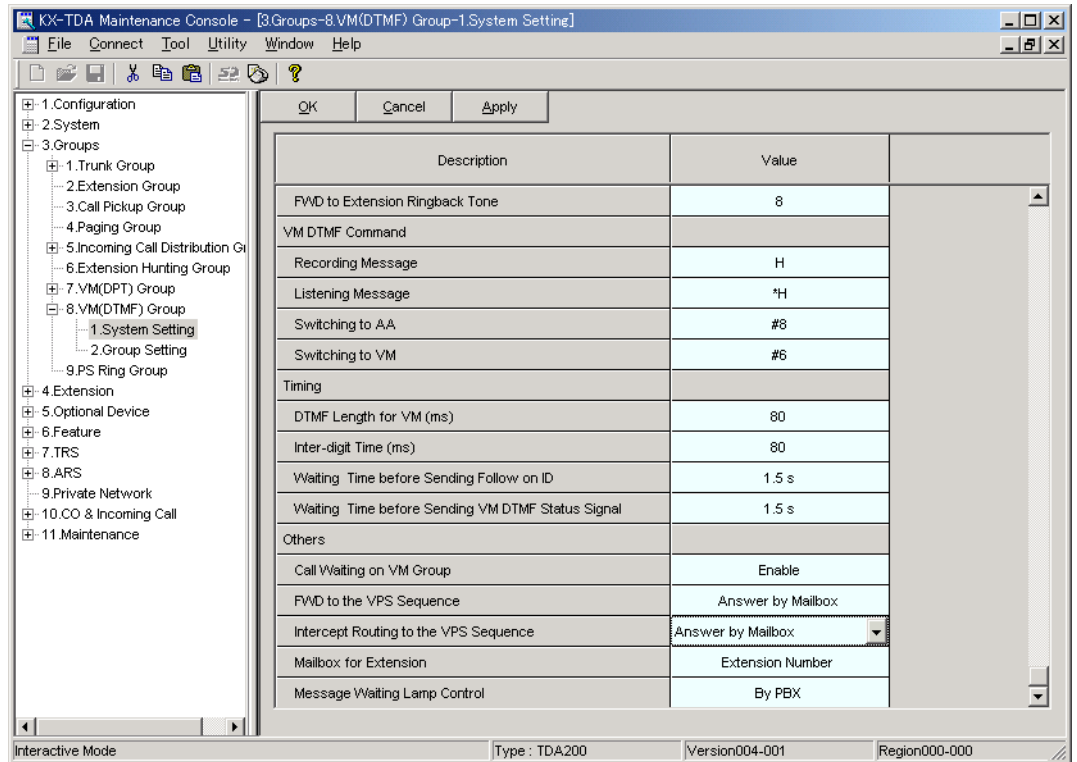 KX-TDA Maintenance Console - [3.Groups-8.VM(DTMF) Group-1.System Setting]
File Connect Tool Utility Window Help
1.Configuration
2.System
3.Groups
1.Trunk Group
2.Extension Group
3.Call Pickup Group
4.Paging Group
5.Incoming Call Distribution Gr
6.Extension Hunting Group
7.VM(DPT) Group
8.VM(DTMF) Group
1.System Setting
2.Group Setting
9.PS Ring Group
4.Extension
5.Optional Device
6.Feature
7.TRS
8.ARS
9.Private Network
10.CO & Incoming Call
11.Maintenance
OK Cancel Apply
Description Value
FWD to Extension Ringback Tone 8
VM DTMF Command
Recording Message H
Listening Message *H
Switching to AA #8
Switching to VM #6
Timing
DTMF Length for VM (ms) 80
Inter-digit Time (ms) 80
Waiting Time before Sending Follow on ID 1.5 s
Waiting Time before Sending VM DTMF Status Signal 1.5 s
Others
Call Waiting on VM Group Enable
FWD to the VPS Sequence Answer by Mailbox
Intercept Routing to the VPS Sequence Answer by Mailbox
Mailbox for Extension Extension Number
Message Waiting Lamp Control By PBX
Interactive Mode Type : TDA200 Version004-001 Region000-000